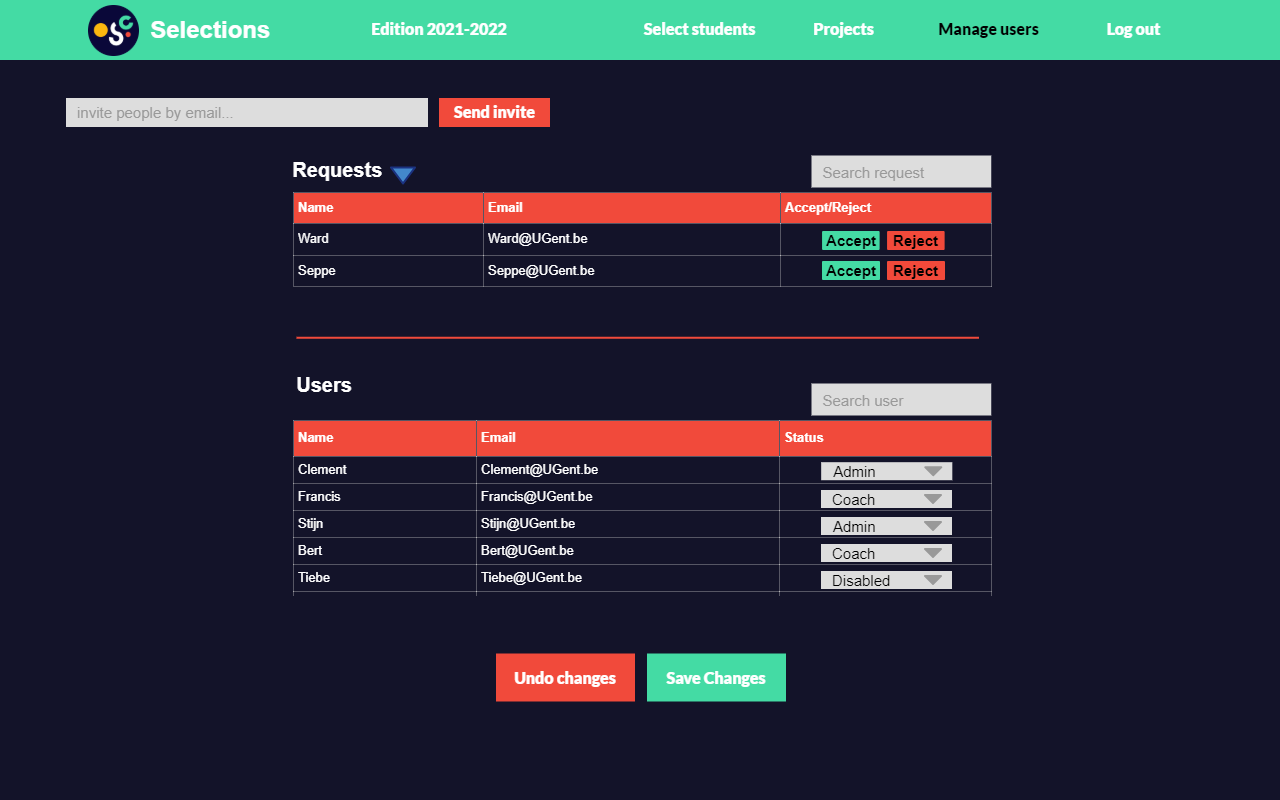 Selections Edition 2021-2022 Select students Projects Manage users Log out
invite people by email... Send invite
Requests Search request
Name Email Accept/Reject
Ward Ward@UGent.be Accept Reject
Seppe Seppe@UGent.be Accept Reject
Users Search user
Name Email Status
Clement Clement@UGent.be Admin
Francis Francis@UGent.be Coach
Stijn Stijn@UGent.be Admin
Bert Bert@UGent.be Coach
Tiebe Tiebe@UGent.be Disabled
Undo changes Save Changes